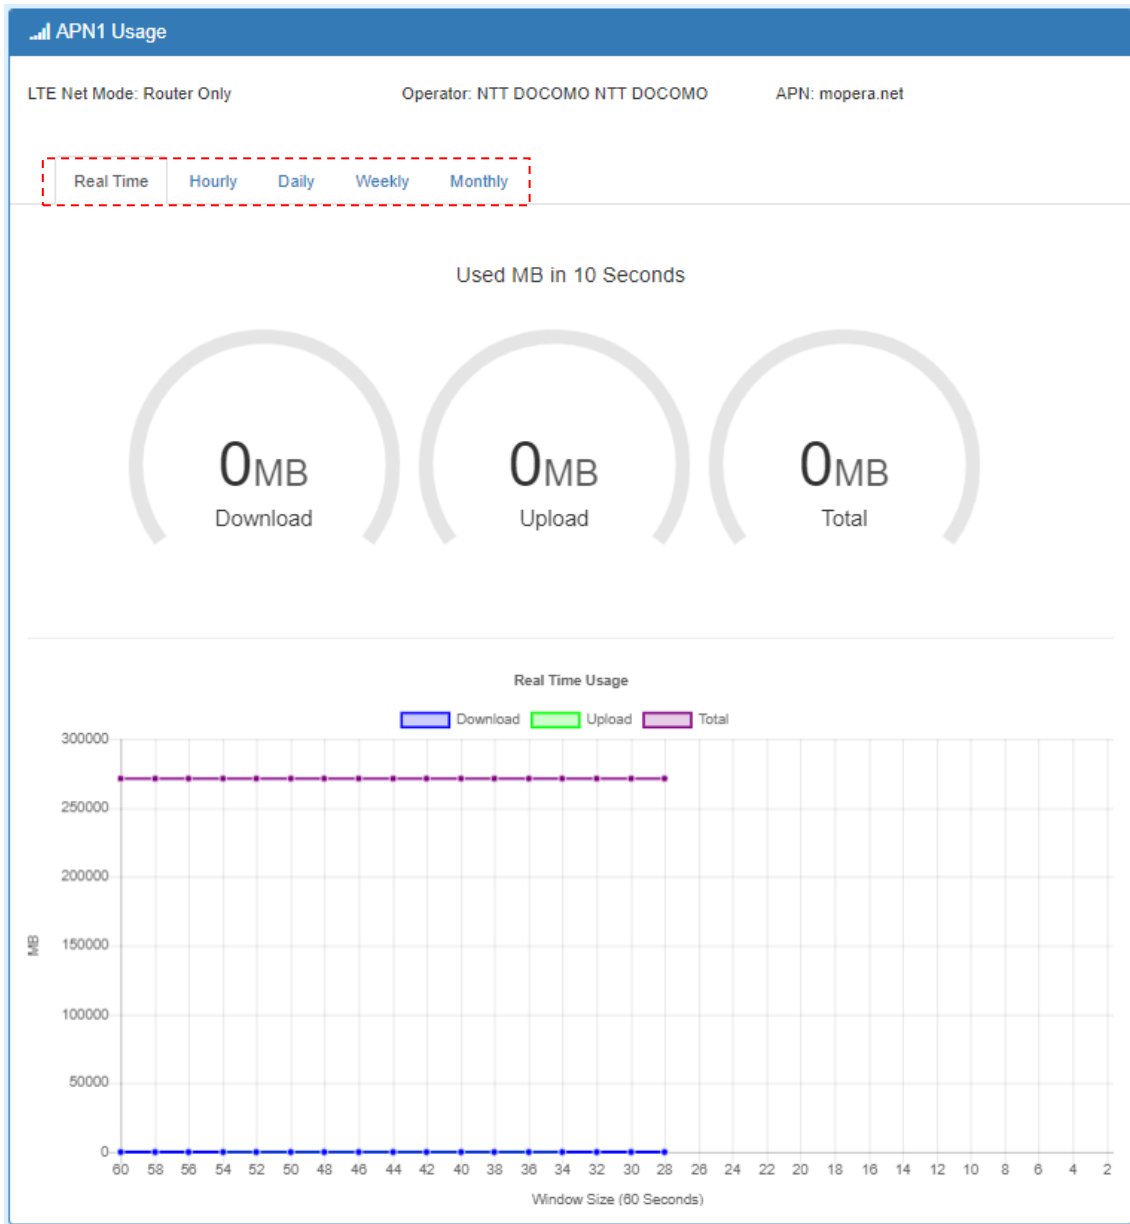 APN1 Usage
LTE Net Mode: Router Only Operator: NTT DOCOMO NTT DOCOMO APN: mopera.net
Real Time Hourly Daily Weekly Monthly
Used MB in 10 Seconds
0MB 0MB 0MB
Download Upload Total
Real Time Usage
Download Upload Total
300000
250000
200000
150000
100000
50000
0
MB
60 58 56 54 52 50 48 46 44 42 40 38 36 34 32 30 28 26 24 22 20 18 16 14 12 10 8 6 4 2
Window Size (60 Seconds)